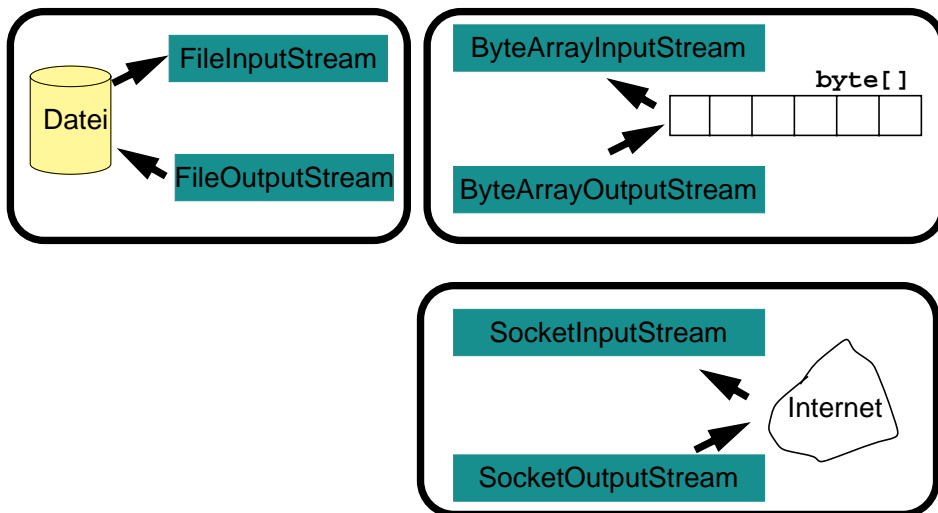 FileInputStream
Datei
FileOutputStream
ByteArrayInputStream
byte[]
ByteArrayOutputStream
SocketInputStream
Internet
SocketOutputStream